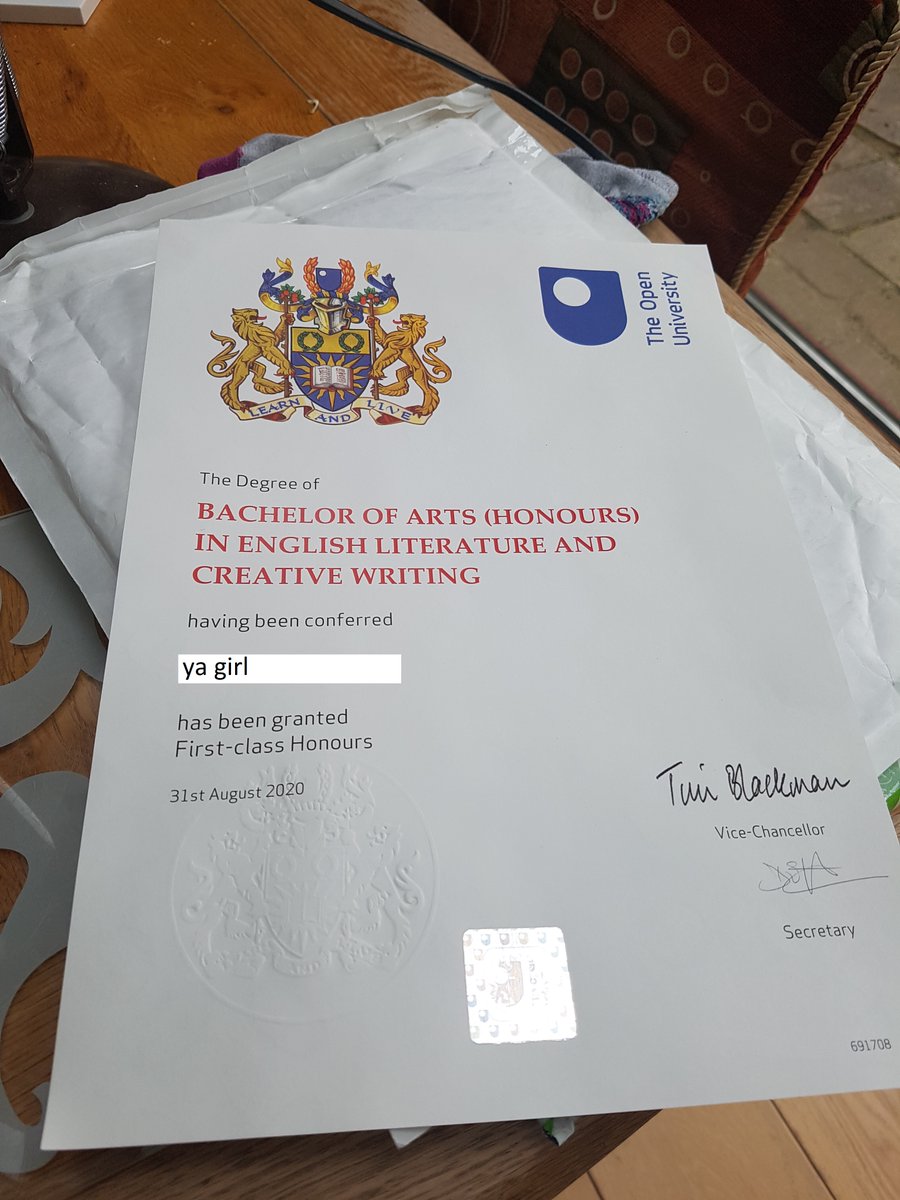 LEARN AND LIVE
The Open
University
The Degree of
BACHELOR OF ARTS (HONOURS)
IN ENGLISH LITERATURE AND
CREATIVE WRITING
having been conferred
ya girl
has been granted
First-class Honours
31st August 2020
Tim Blackman
Vice-Chancellor
Secretary
691708